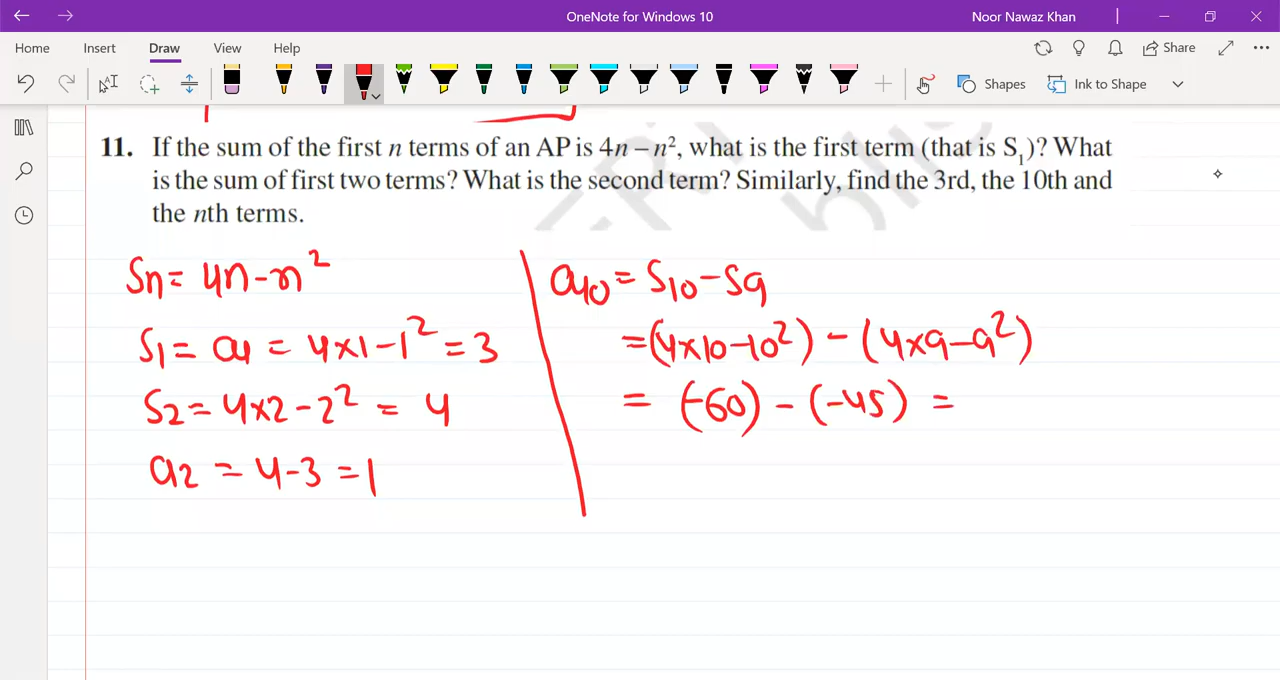 OneNote for Windows 10
Noor Nawaz Khan
Home Insert Draw View Help
Share
Shapes
Ink to Shape
11. If the sum of the first n terms of an AP is 4n – n², what is the first term (that is S₁)? What
is the sum of first two terms? What is the second term? Similarly, find the 3rd, the 10th and
the nth terms.
Sn = 4n - n²
S₁ = a₁ = 4×1 - 1² = 3
S₂ = 4×2 - 2² = 4
a₂ = 4 - 3 = 1
a₁₀ = S₁₀ - S₉
= (4×10 - 10²) - (4×9 - 9²)
= (-60) - (-45) =